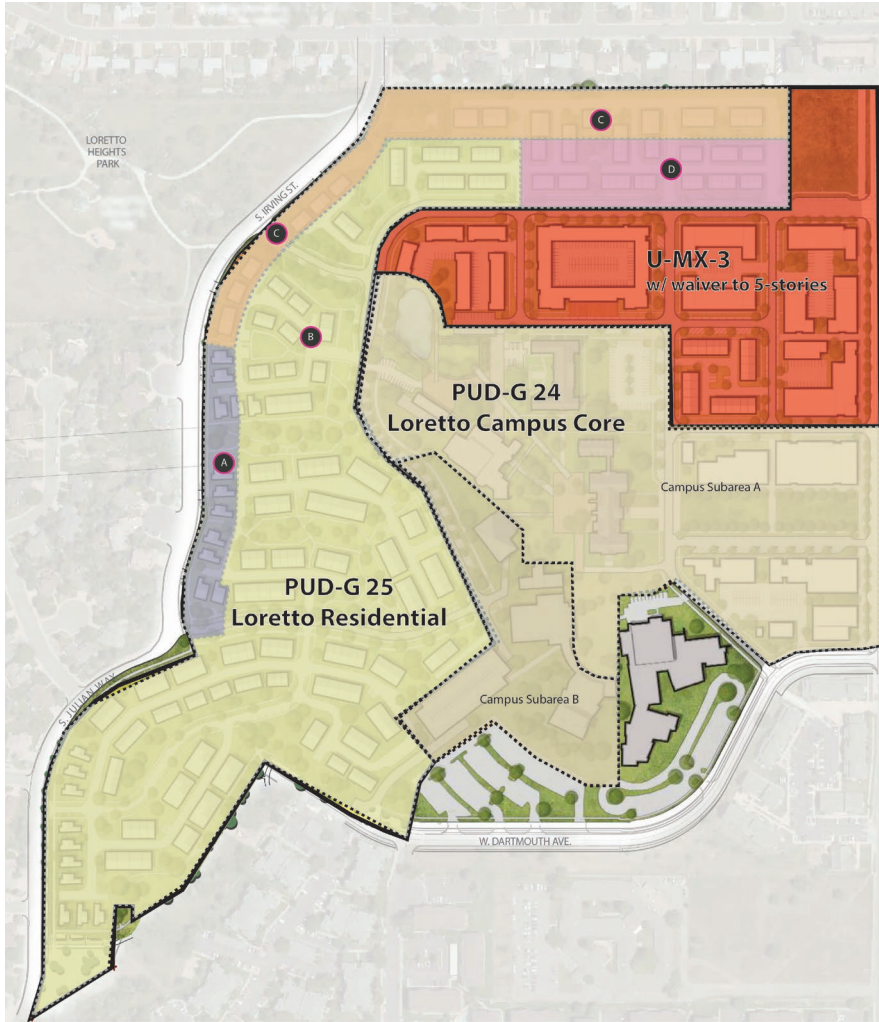 LORETTO
HEIGHTS
PARK
C
S. IRVING ST.
D
C
U-MX-3
w/ waiver to 5-stories
B
PUD-G 24
Loretto Campus Core
A
Campus Subarea A
PUD-G 25
Loretto Residential
S. JULIAN WAY
Campus Subarea B
W. DARTMOUTH AVE.